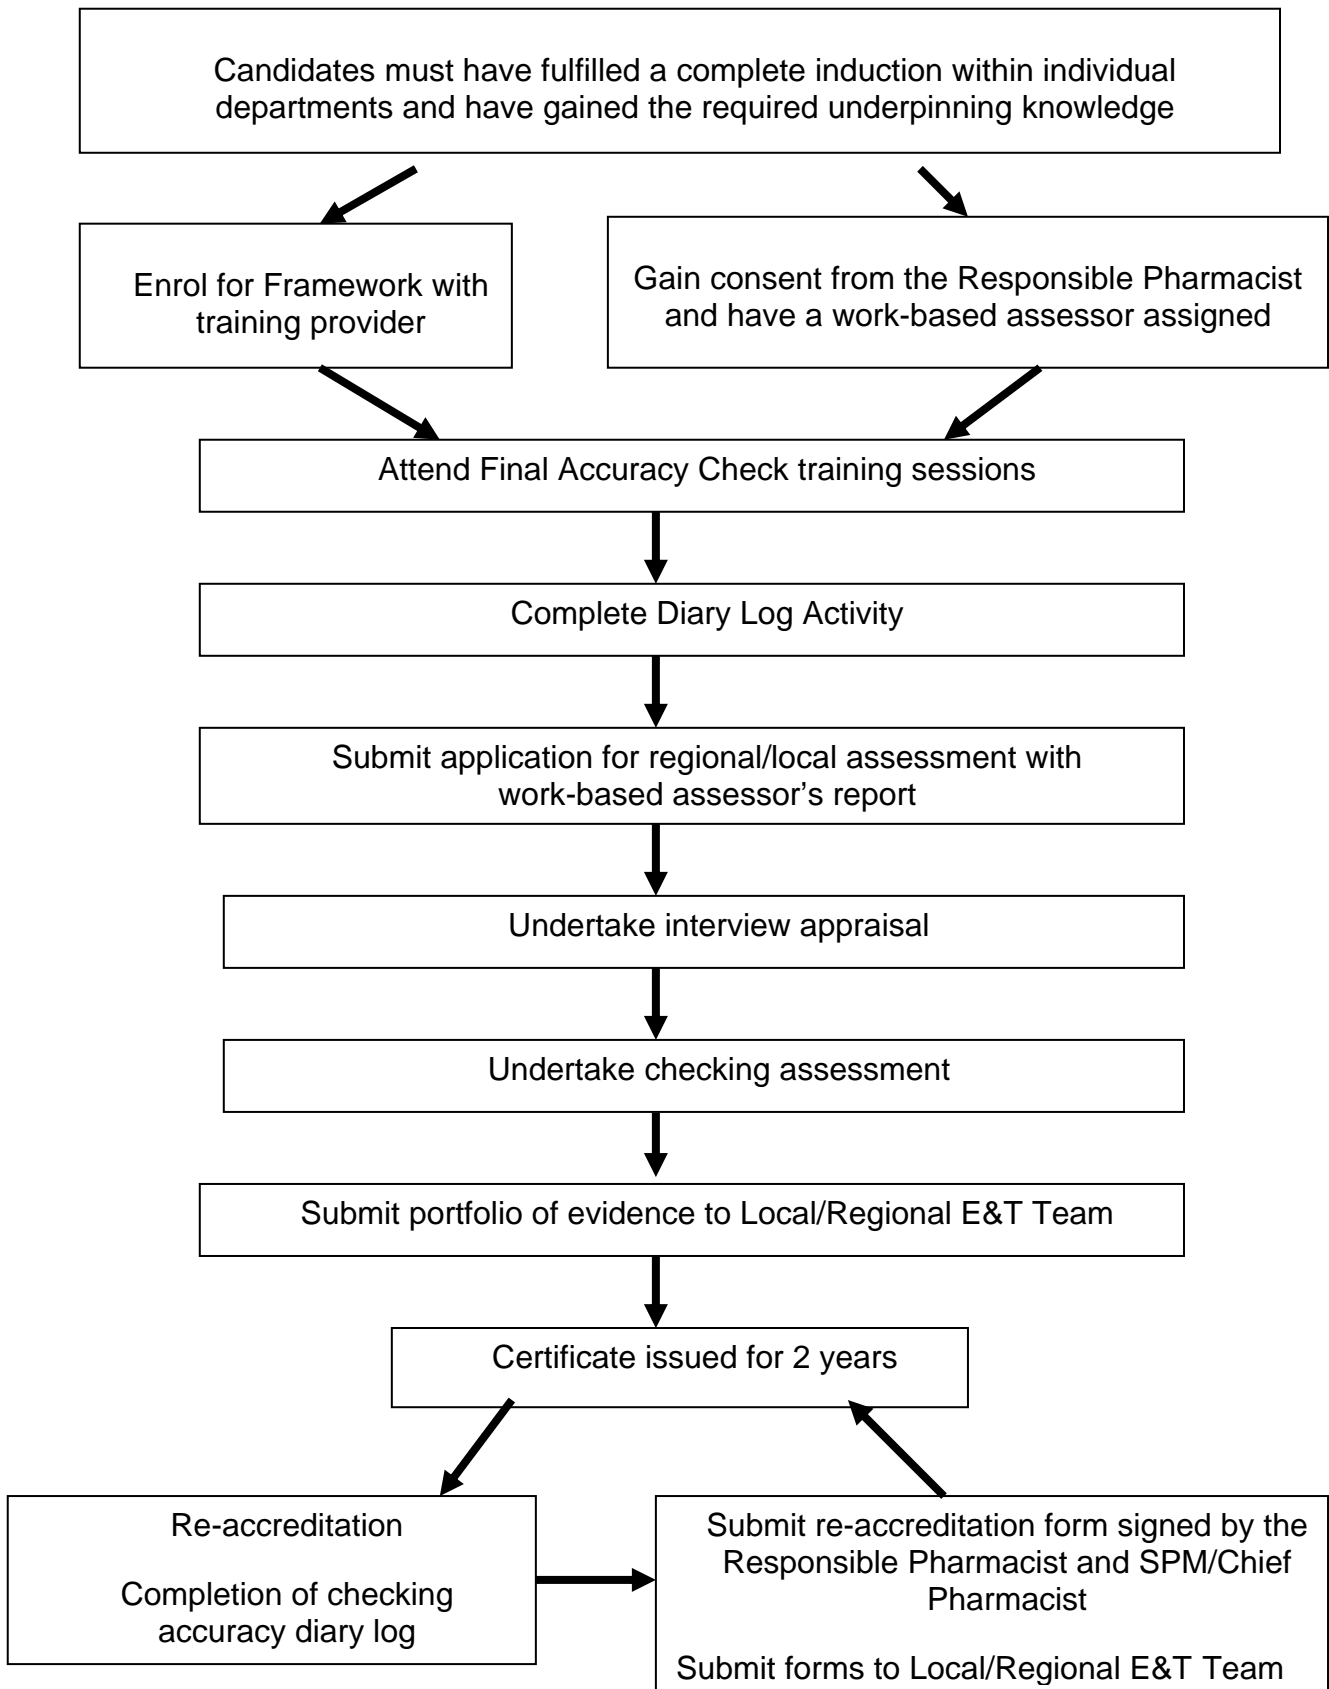 Candidates must have fulfilled a complete induction within individual
departments and have gained the required underpinning knowledge
Enrol for Framework with
training provider
Gain consent from the Responsible Pharmacist
and have a work-based assessor assigned
Attend Final Accuracy Check training sessions
Complete Diary Log Activity
Submit application for regional/local assessment with
work-based assessor’s report
Undertake interview appraisal
Undertake checking assessment
Submit portfolio of evidence to Local/Regional E&T Team
Certificate issued for 2 years
Re-accreditation
Completion of checking
accuracy diary log
Submit re-accreditation form signed by the
Responsible Pharmacist and SPM/Chief
Pharmacist
Submit forms to Local/Regional E&T Team